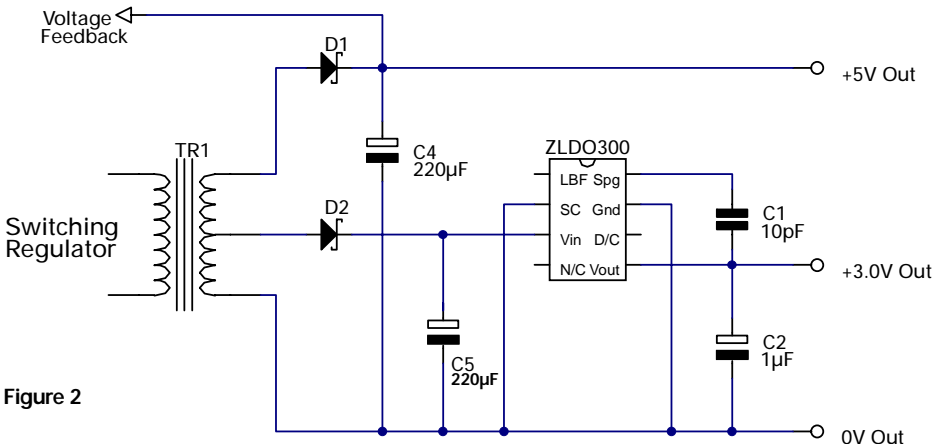 Voltage
Feedback
D1
+5V Out
TR1
C4
220µF
ZLDO300
LBF Spg
SC Gnd
Vin D/C
N/C Vout
C1
10pF
D2
Switching
Regulator
+3.0V Out
C5
220µF
C2
1µF
Figure 2
0V Out